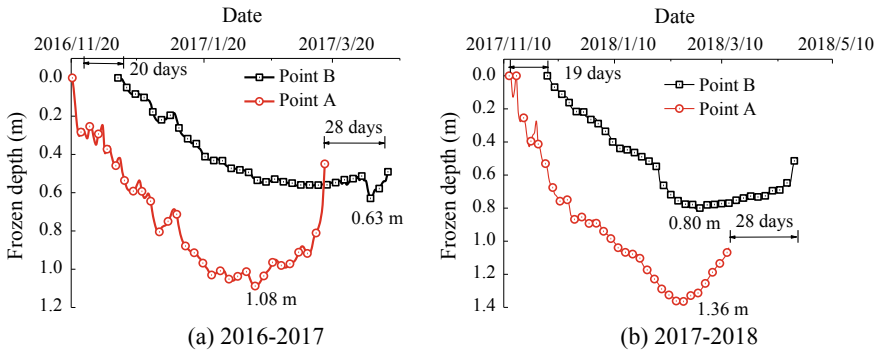 Date
2016/11/20 2017/1/20 2017/3/20
Frozen depth (m)
0.0
0.2
0.4
0.6
0.8
1.0
1.2
20 days
Point B
Point A
28 days
0.63 m
1.08 m
(a) 2016-2017
Date
2017/11/10 2018/1/10 2018/3/10 2018/5/10
Frozen depth (m)
0.0
0.2
0.4
0.6
0.8
1.0
1.2
1.4
19 days
Point B
Point A
0.80 m
28 days
1.36 m
(b) 2017-2018